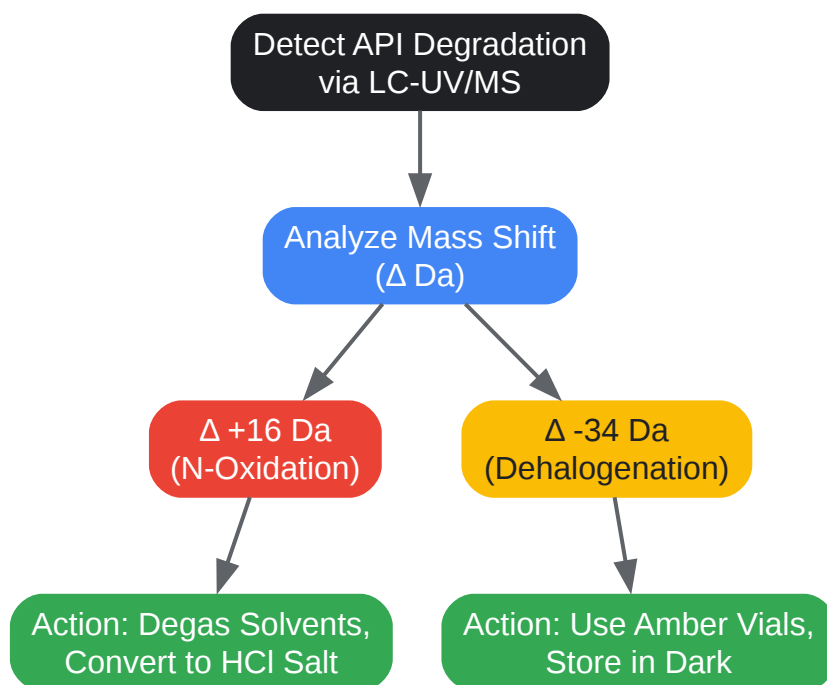 Detect API Degradation
via LC-UV/MS
Analyze Mass Shift
(Δ Da)
Δ +16 Da
(N-Oxidation)
Δ -34 Da
(Dehalogenation)
Action: Degas Solvents,
Convert to HCl Salt
Action: Use Amber Vials,
Store in Dark